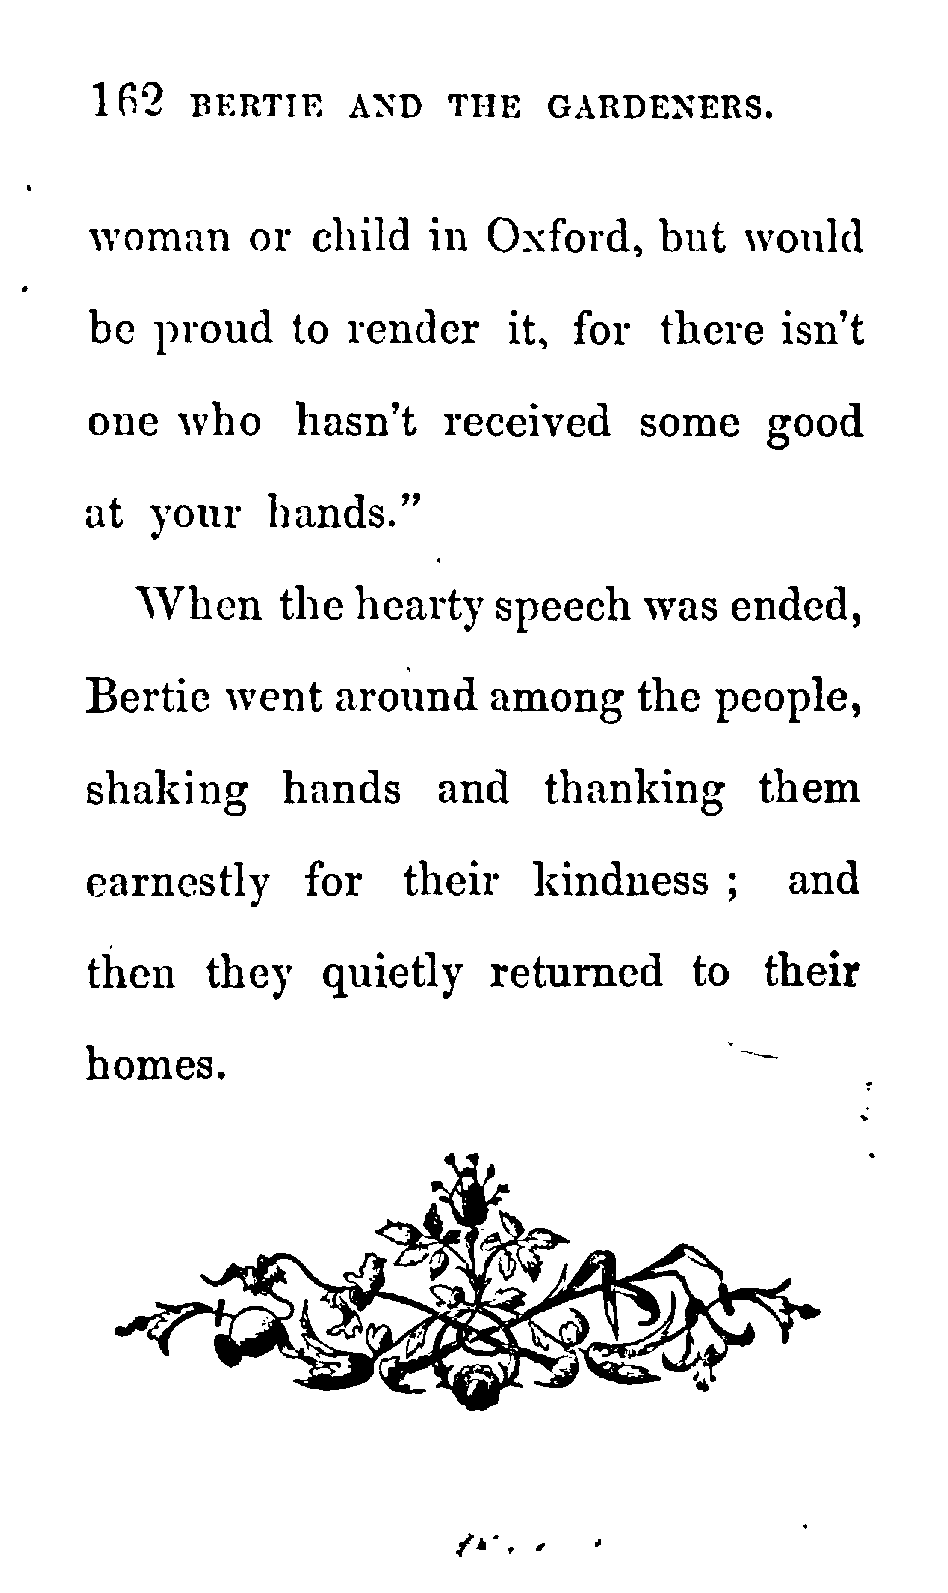 162 BERTIE AND THE GARDENERS.
woman or child in Oxford, but would
be proud to render it, for there isn't
one who hasn't received some good
at your hands."
When the hearty speech was ended,
Bertie went around among the people,
shaking hands and thanking them
earnestly for their kindness ; and
then they quietly returned to their
homes.